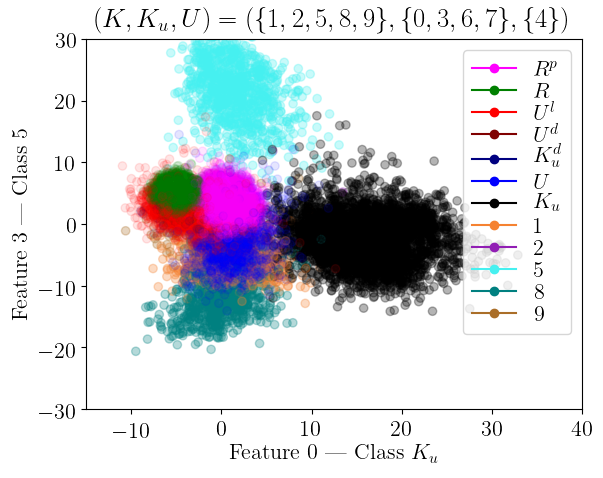 (K, K_u, U) = ({1, 2, 5, 8, 9}, {0, 3, 6, 7}, {4})
30
20
10
0
−10
−20
−30
Feature 3 — Class 5
R^p
R
U^l
U^d
K_u^d
U
K_u
1
2
5
8
9
−10
0
10
20
30
40
Feature 0 — Class K_u